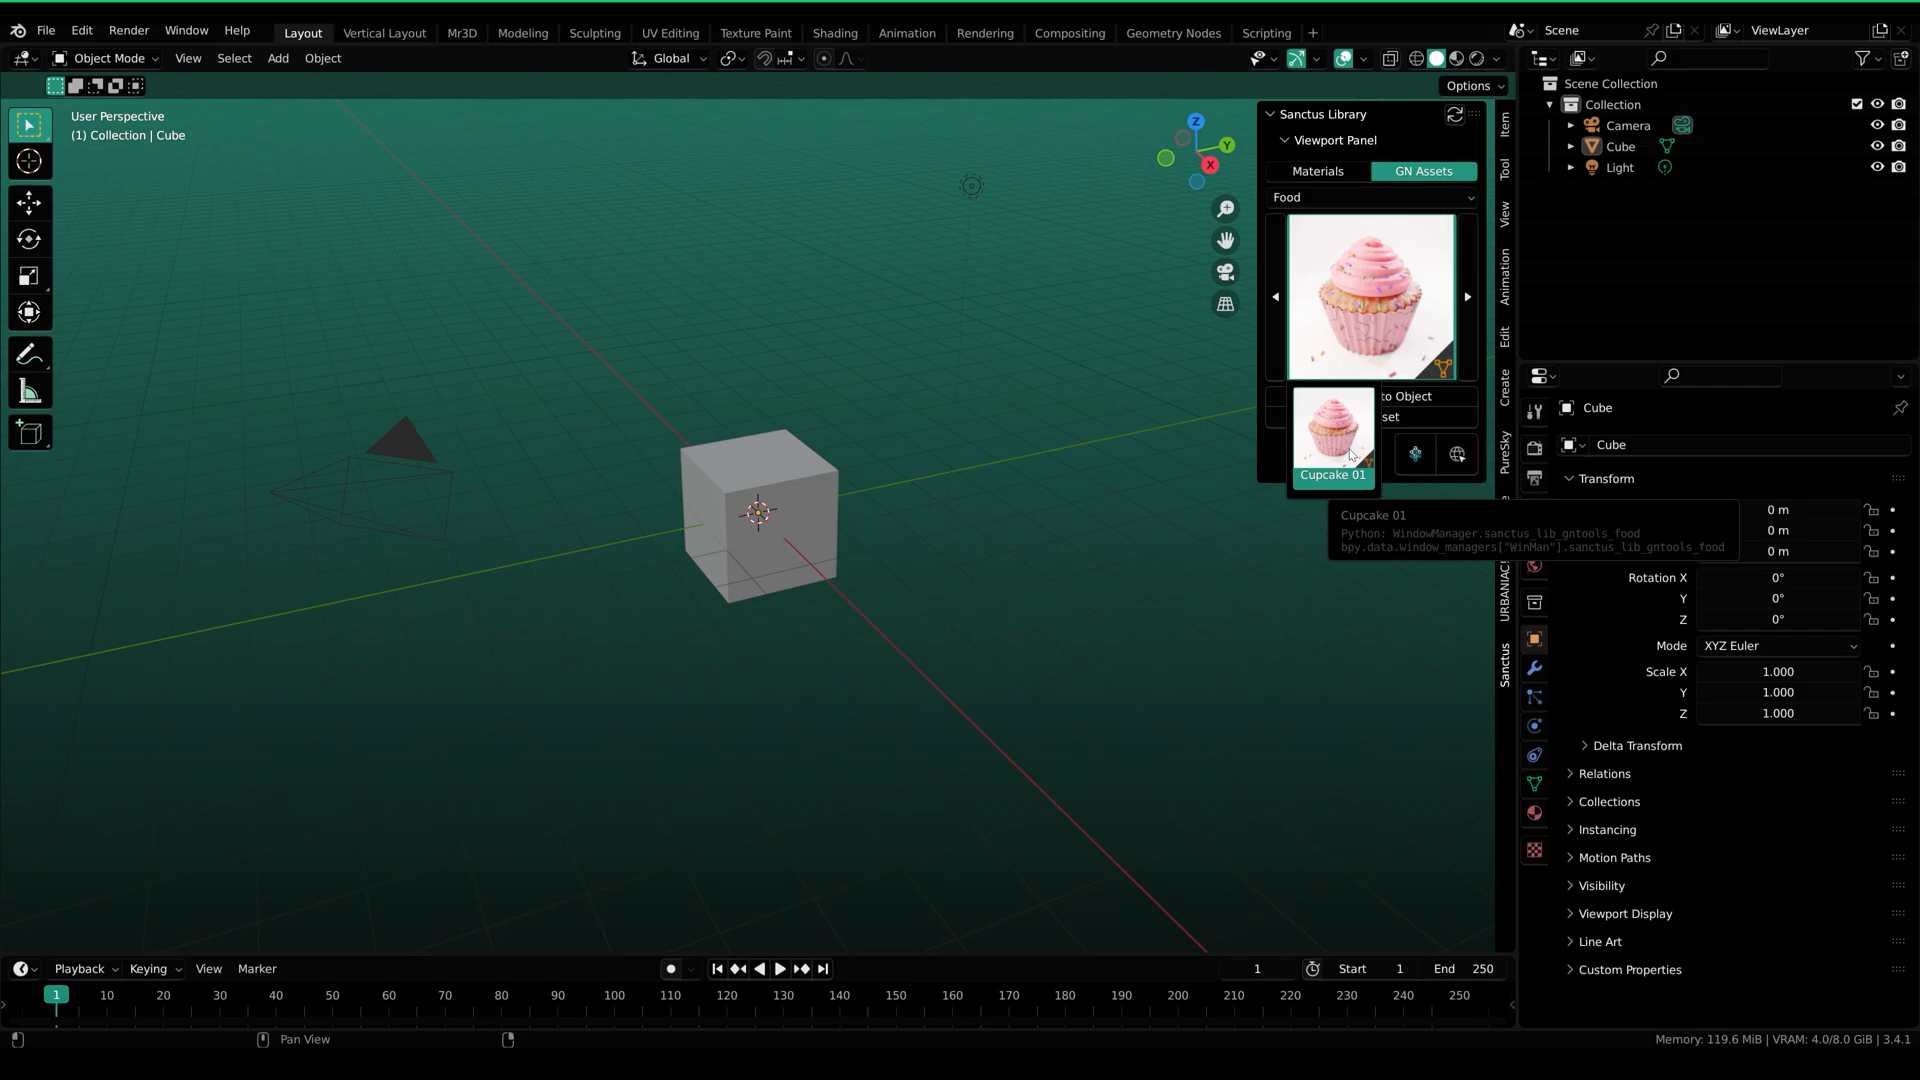 File Edit Render Window Help Layout Vertical Layout Mr3D Modeling Sculpting UV Editing Texture Paint Shading Animation Rendering Compositing Geometry Nodes Scripting + Scene ViewLayer
Object Mode View Select Add Object Global
Options
User Perspective
(1) Collection | Cube
Z
Y
X
Sanctus Library
Viewport Panel
Materials GN Assets
Food
to Object
set
Cupcake 01
Cupcake 01
Python: WindowManager.sanctus_lib_gntools_food
bpy.data.window_managers["WinMan"].sanctus_lib_gntools_food
Item
Tool
View
Animation
Edit
Create
PureSky
Sanctus
Scene Collection
Collection
Camera
Cube
Light
Cube
Cube
Transform
0 m
0 m
0 m
Rotation X 0°
Y 0°
Z 0°
Mode XYZ Euler
Scale X 1.000
Y 1.000
Z 1.000
Delta Transform
Relations
Collections
Instancing
Motion Paths
Visibility
Viewport Display
Line Art
Custom Properties
Playback Keying View Marker 1 Start 1 End 250
1 10 20 30 40 50 60 70 80 90 100 110 120 130 140 150 160 170 180 190 200 210 220 230 240 250
Pan View
Memory: 119.6 MiB | VRAM: 4.0/8.0 GiB | 3.4.1